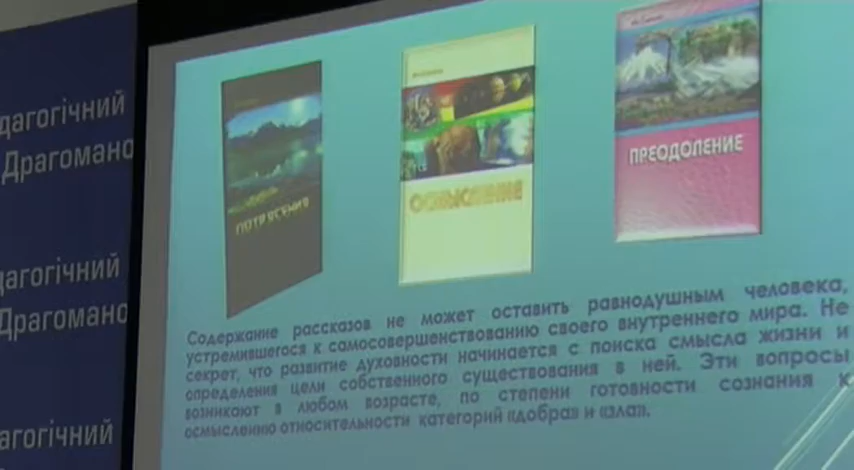 дагогічний
Драгомано
дагогічний
Драгомано
дагогічний
ПОТРЯСЕНИЯ
ОСМЫСЛЕНИЕ
ПРЕОДОЛЕНИЕ
Содержание рассказов не может оставить равнодушным человека,
устремившегося к самосовершенствованию своего внутреннего мира. Не
секрет, что развитие духовности начинается с поиска смысла жизни и
определения цели собственного существования в ней. Эти вопросы
возникают в любом возрасте, по степени готовности сознания к
осмыслению относительности категорий «добра» и «зла».